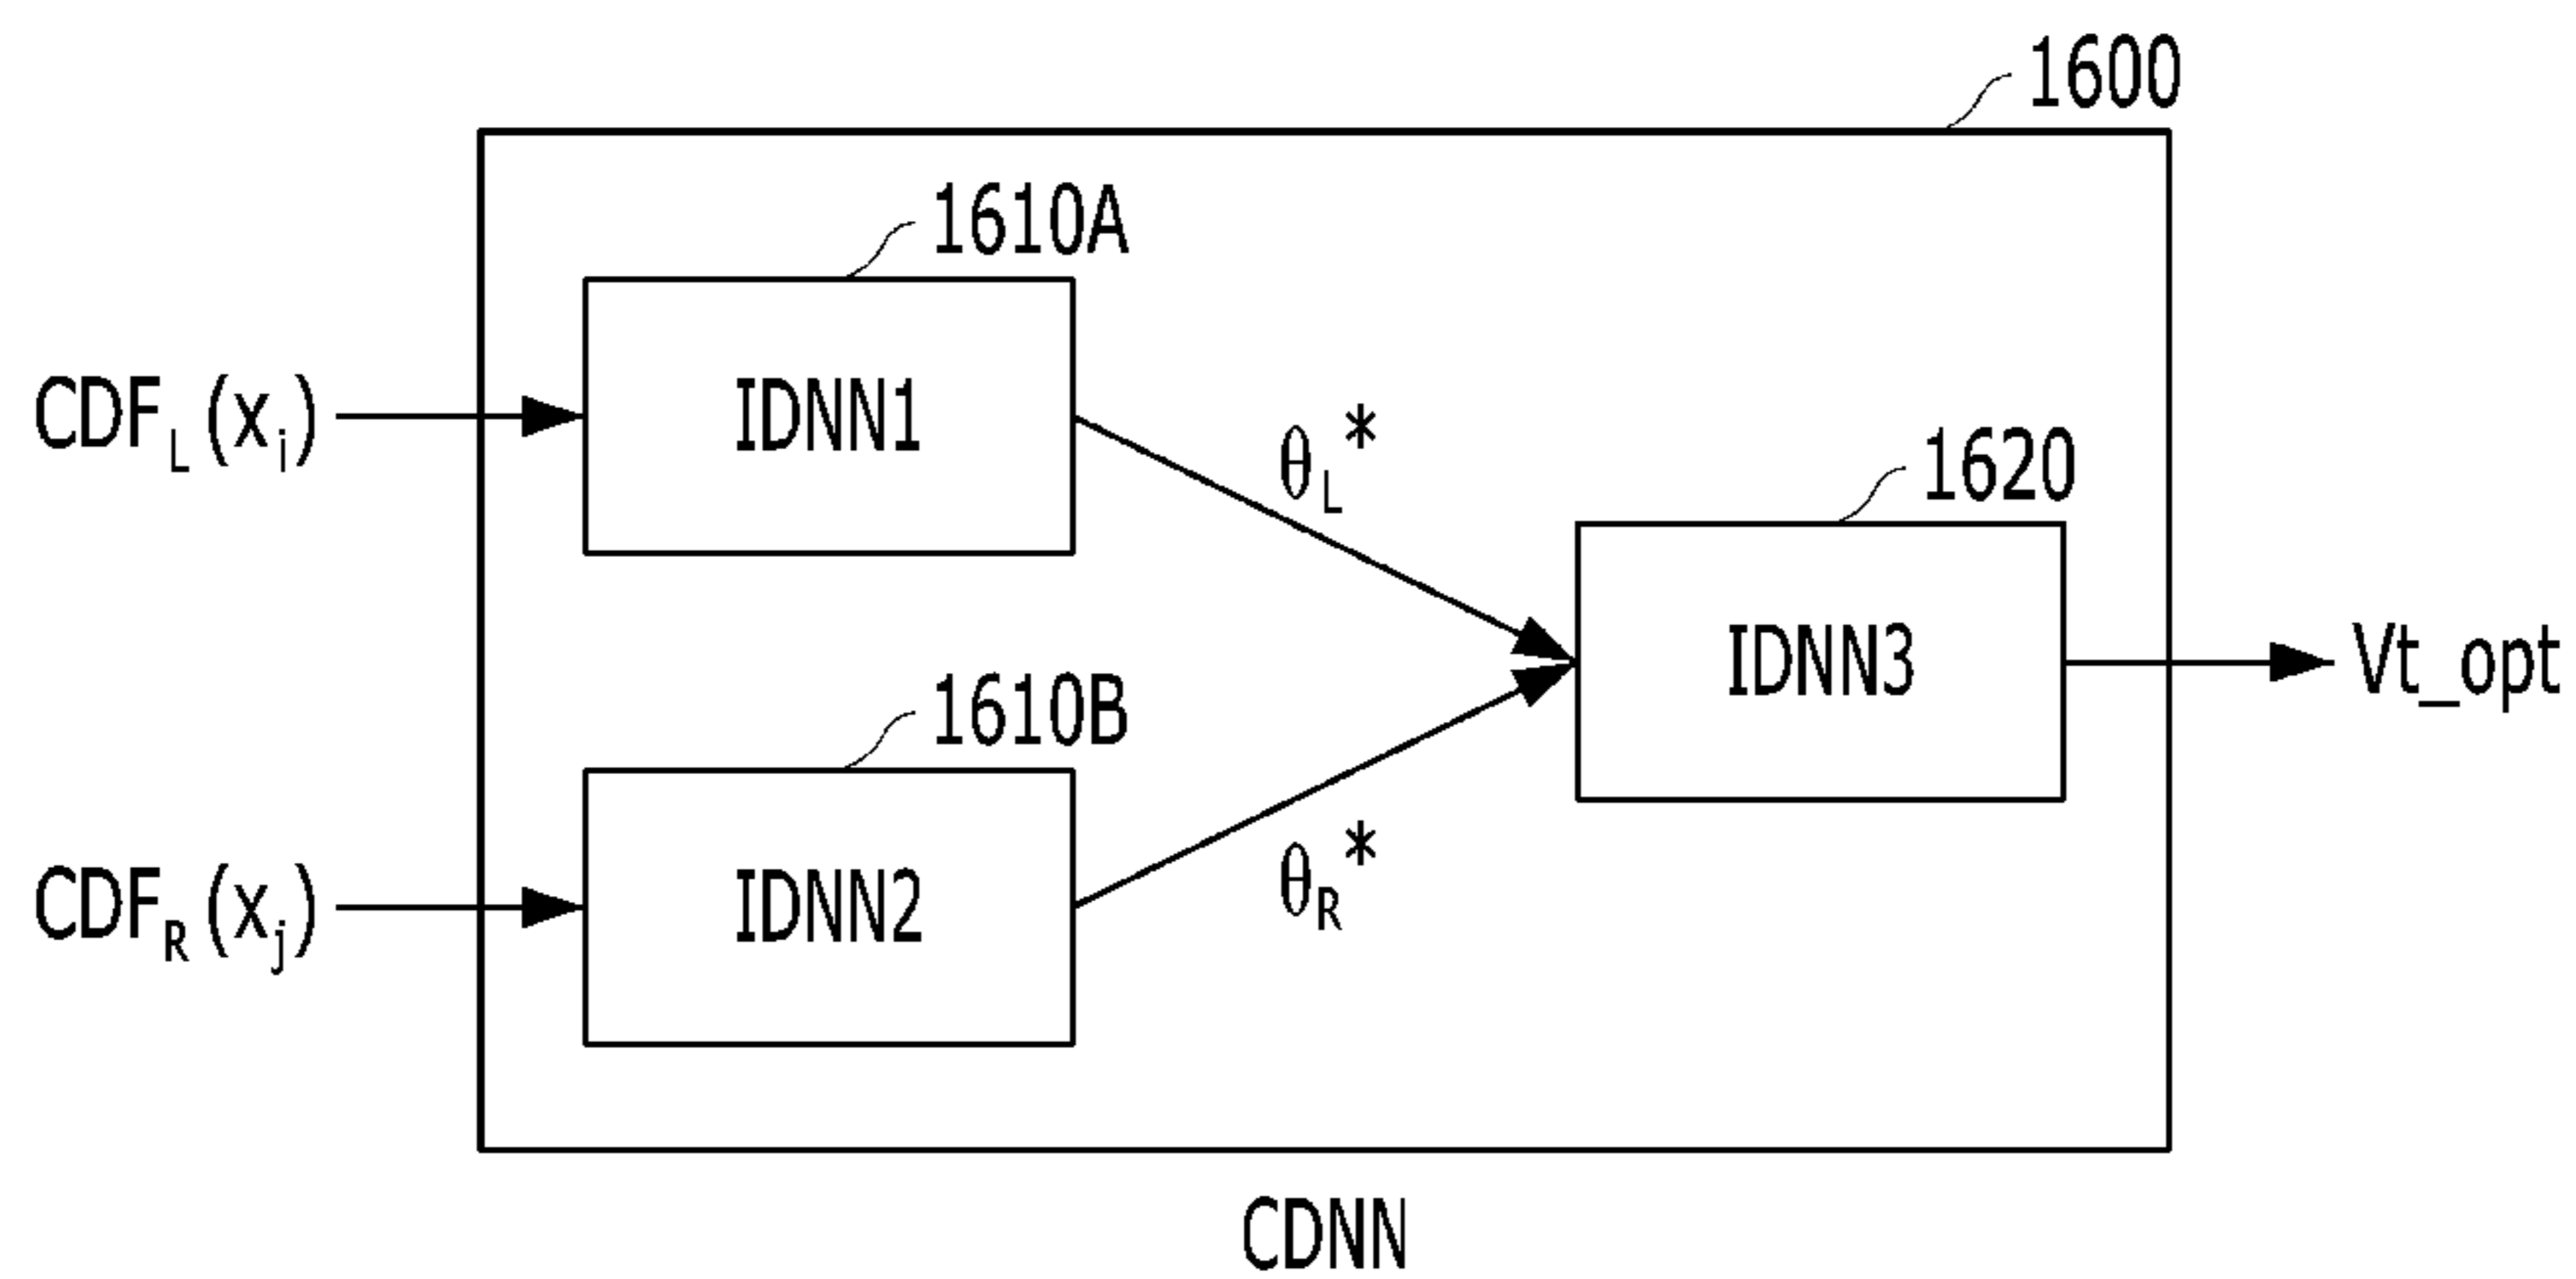 1600
1610A
IDNN1
CDF_L(x_i)
θ_L*
1620
IDNN3
Vt_opt
1610B
IDNN2
CDF_R(x_j)
θ_R*
CDNN